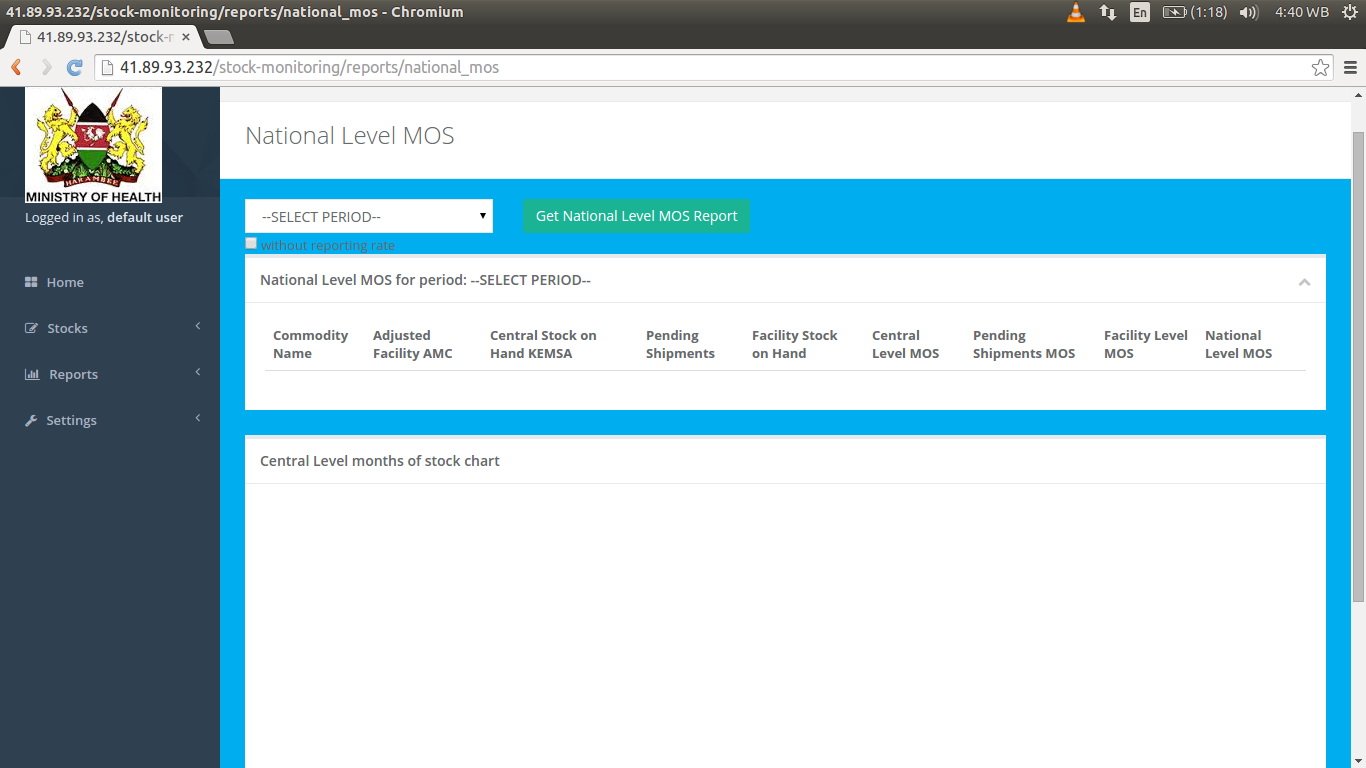 41.89.93.232/stock-monitoring/reports/national_mos - Chromium
En
(1:18)
4:40 WB
41.89.93.232/stock-r
41.89.93.232/stock-monitoring/reports/national_mos
HARAMBEE
MINISTRY OF HEALTH
Logged in as, default user
Home
Stocks
Reports
Settings
National Level MOS
--SELECT PERIOD--
Get National Level MOS Report
without reporting rate
National Level MOS for period: --SELECT PERIOD--
Commodity Name
Adjusted Facility AMC
Central Stock on Hand KEMSA
Pending Shipments
Facility Stock on Hand
Central Level MOS
Pending Shipments MOS
Facility Level MOS
National Level MOS
Central Level months of stock chart